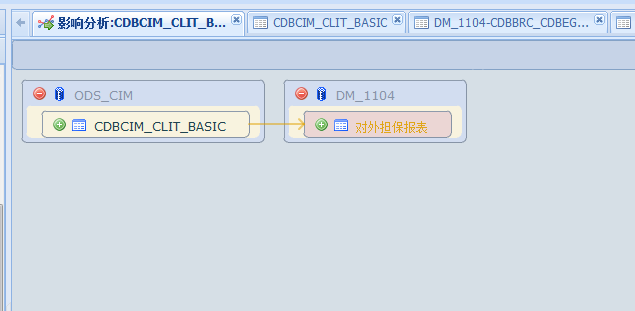 影响分析:CDBCIM_CLIT_B...
CDBCIM_CLIT_BASIC
DM_1104-CDBBRC_CDBEG...
ODS_CIM
DM_1104
CDBCIM_CLIT_BASIC
对外担保报表